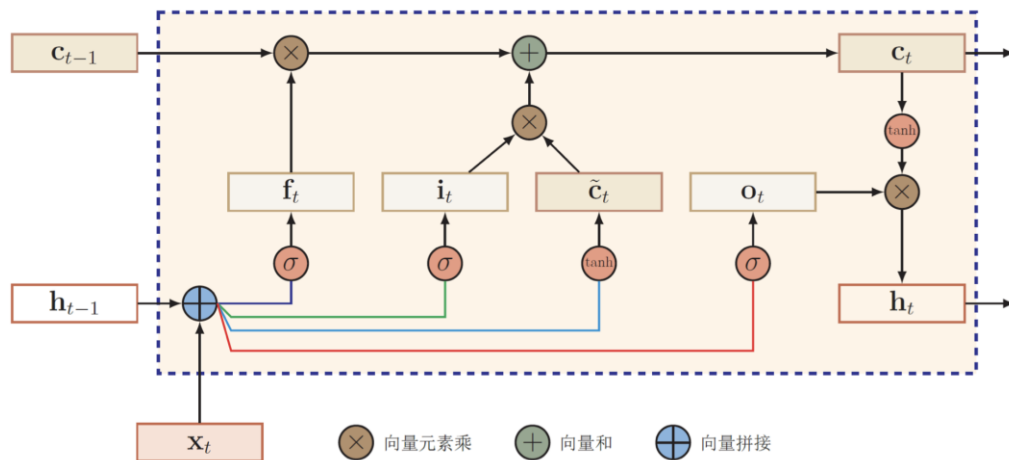 c_{t−1} × + c_t
× tanh
f_t i_t c̃_t o_t ×
σ σ tanh σ
h_{t−1} h_t
x_t × 向量元素乘 + 向量和 向量拼接